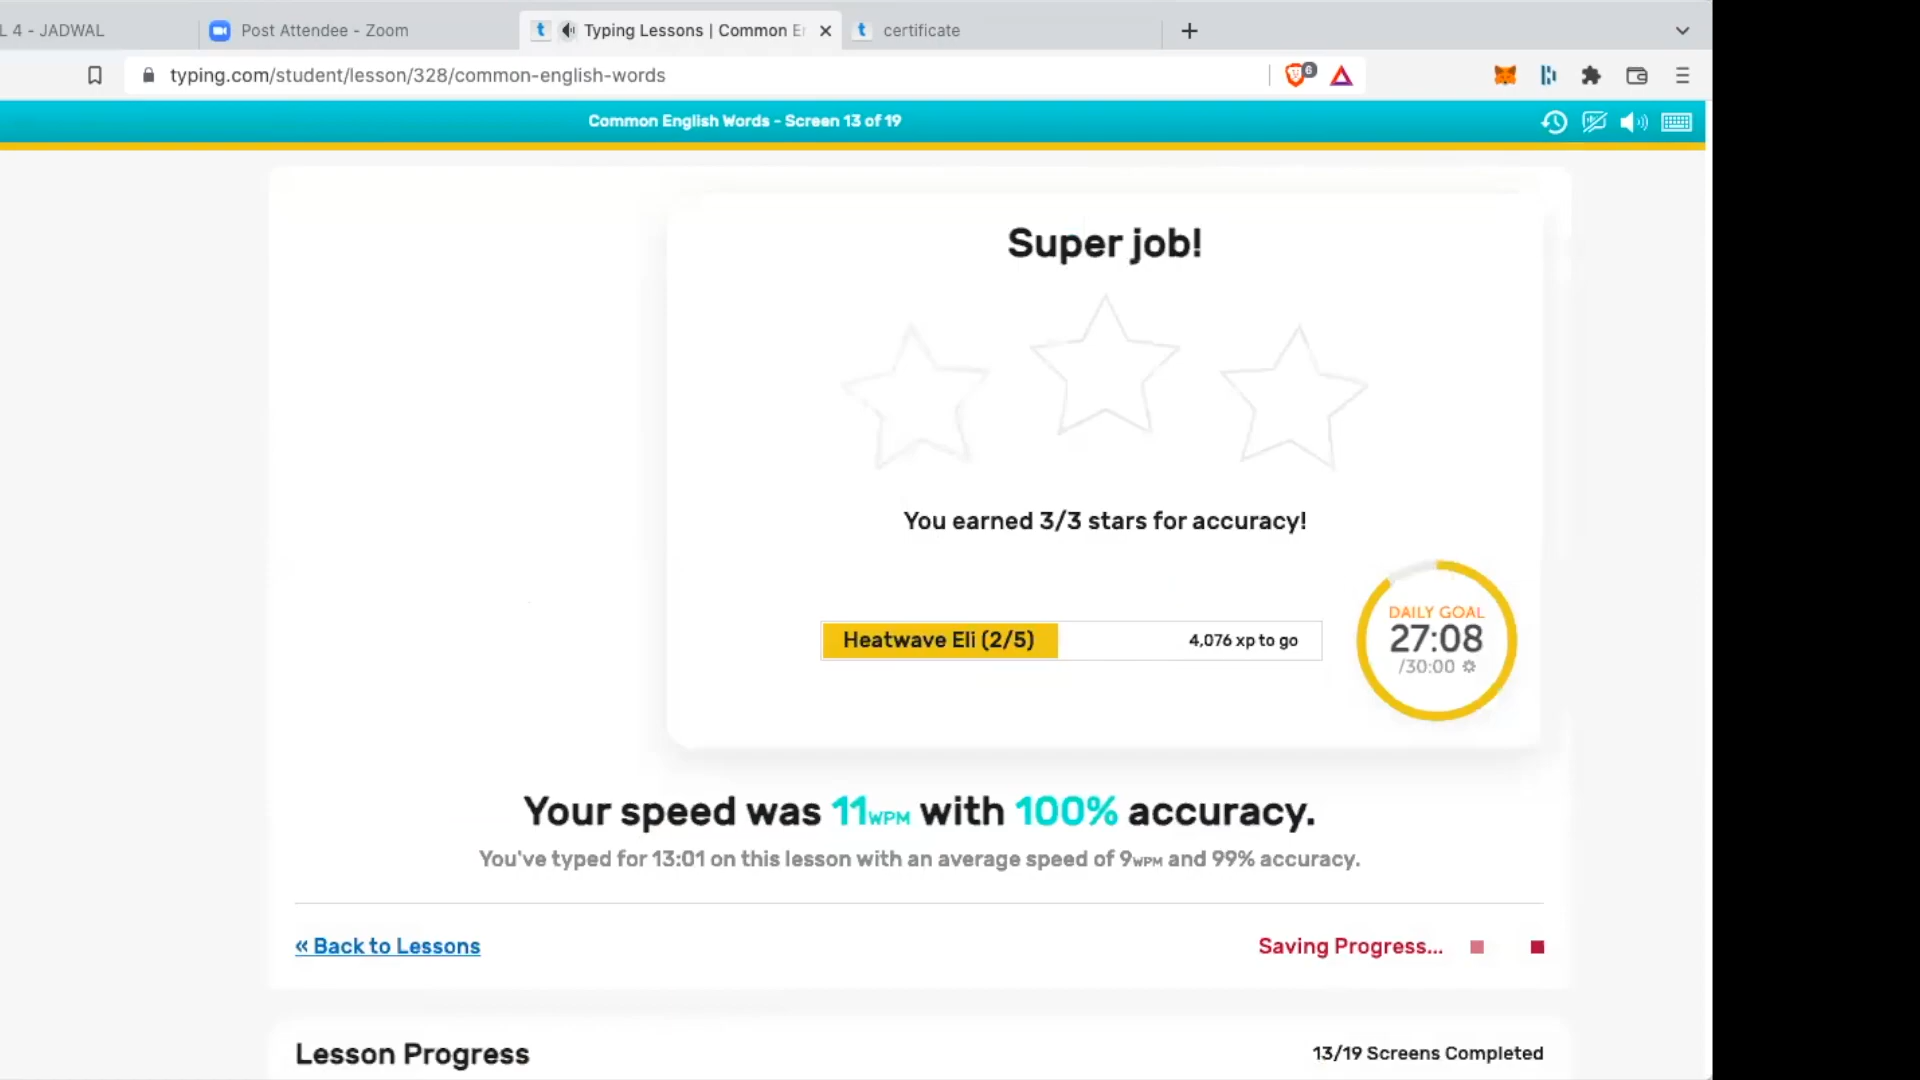 L 4 - JADWAL
Post Attendee - Zoom
Typing Lessons | Common En
certificate
typing.com/student/lesson/328/common-english-words
6
Common English Words - Screen 13 of 19
Super job!
You earned 3/3 stars for accuracy!
Heatwave Eli (2/5)
4,076 xp to go
DAILY GOAL
27:08
/30:00
Your speed was 11WPM with 100% accuracy.
You've typed for 13:01 on this lesson with an average speed of 9WPM and 99% accuracy.
« Back to Lessons
Saving Progress...
Lesson Progress
13/19 Screens Completed